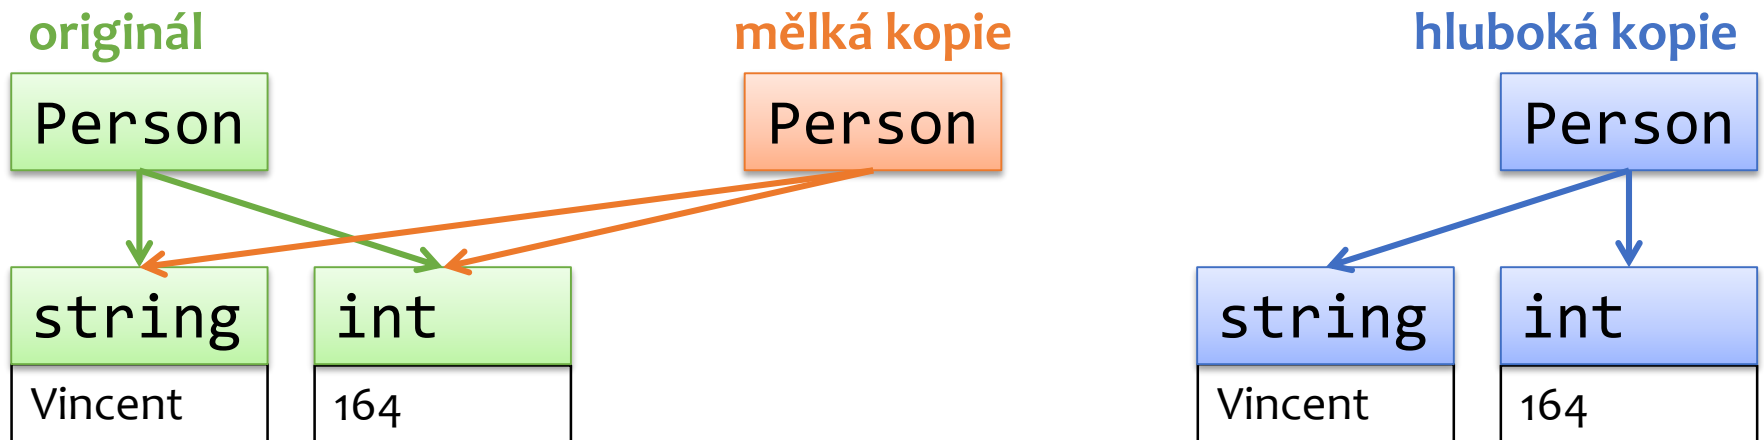 originál
mělká kopie
hluboká kopie
Person
Person
Person
string
int
string
int
Vincent
164
Vincent
164